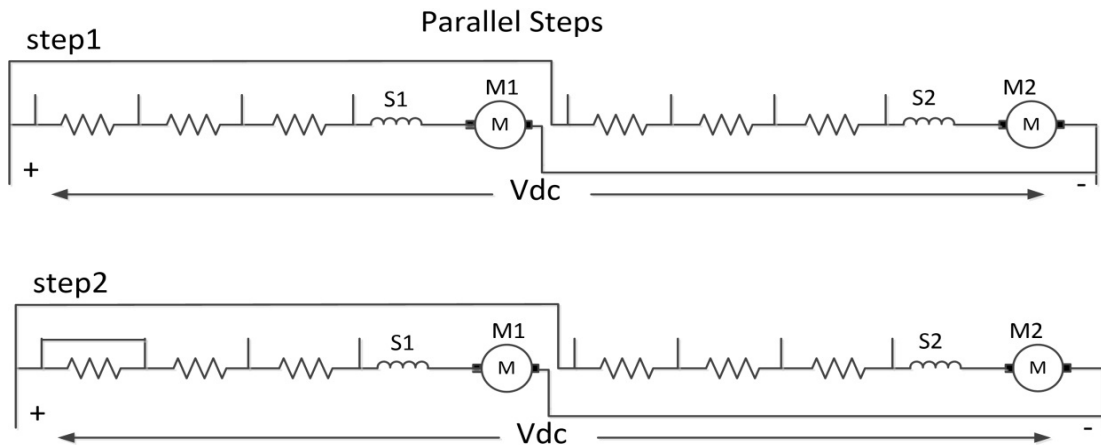 Parallel Steps
step1
S1
M1
M
S2
M2
M
+
Vdc
-
step2
S1
M1
M
S2
M2
M
+
Vdc
-